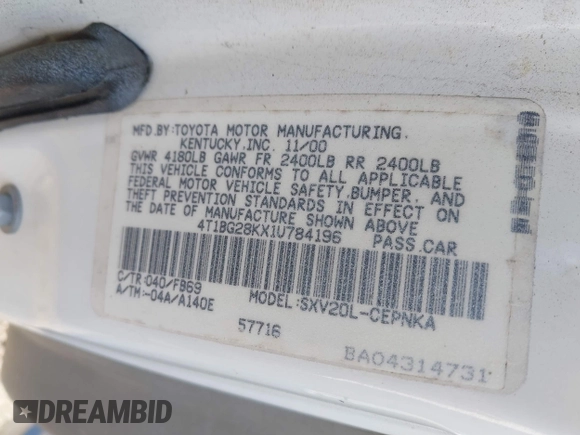 MFD.BY: TOYOTA MOTOR MANUFACTURING,
KENTUCKY, INC. 11/00
GVWR 4180LB GAWR FR 2400LB RR 2400LB
THIS VEHICLE CONFORMS TO ALL APPLICABLE
FEDERAL MOTOR VEHICLE SAFETY, BUMPER, AND
THEFT PREVENTION STANDARDS IN EFFECT ON
THE DATE OF MANUFACTURE SHOWN ABOVE
4T1BG28KX1U784196 PASS.CAR
C/TR:040/FB69
A/TM:-04A/A140E
MODEL:SXV20L-CEPNKA
57716
BA04314731
DREAMBID